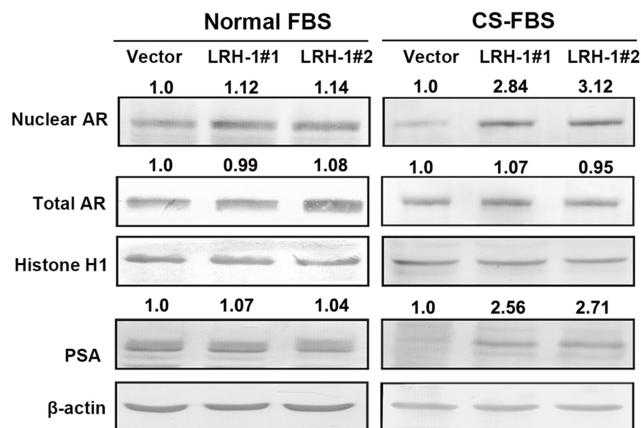 Normal FBS CS-FBS
Vector LRH-1#1 LRH-1#2 Vector LRH-1#1 LRH-1#2
1.0 1.12 1.14 1.0 2.84 3.12
Nuclear AR
1.0 0.99 1.08 1.0 1.07 0.95
Total AR
Histone H1
1.0 1.07 1.04 1.0 2.56 2.71
PSA
β-actin